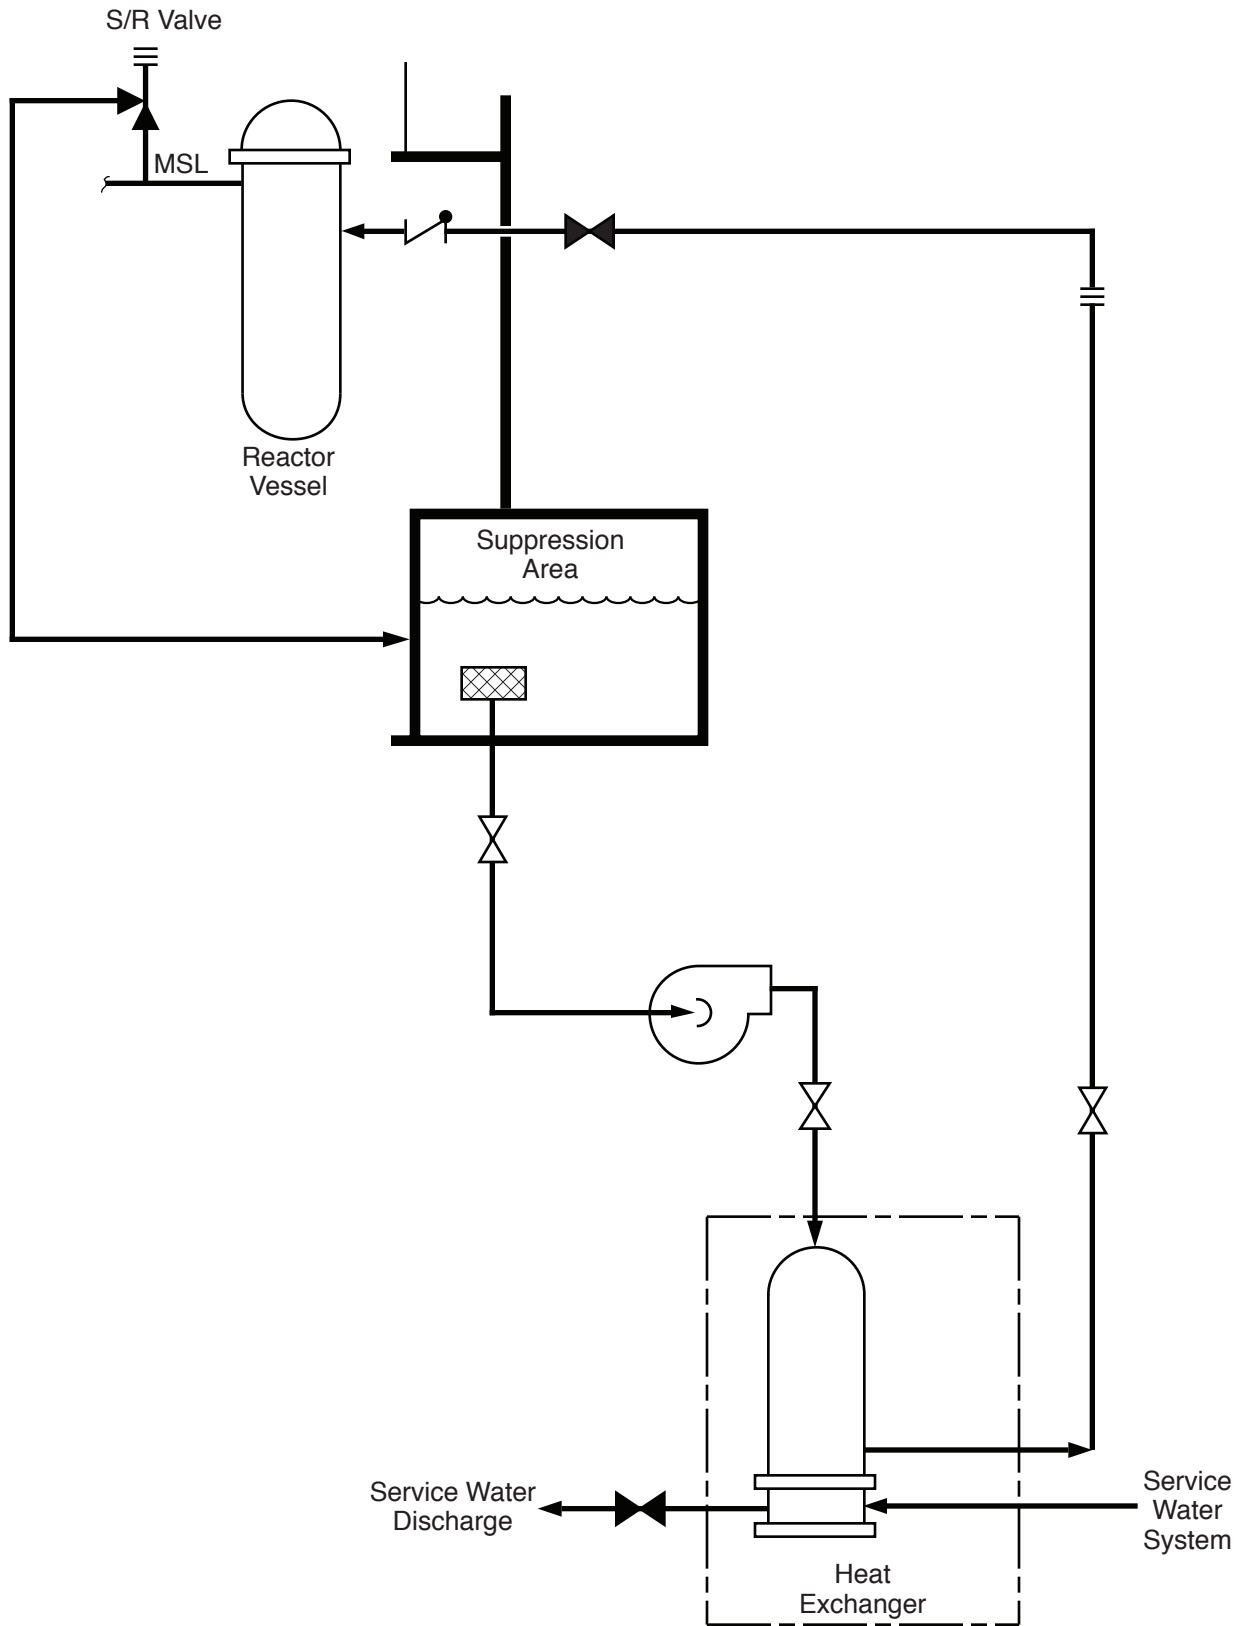 S/R Valve
MSL
Reactor
Vessel
Suppression
Area
Service Water
Discharge
Service
Water
System
Heat
Exchanger